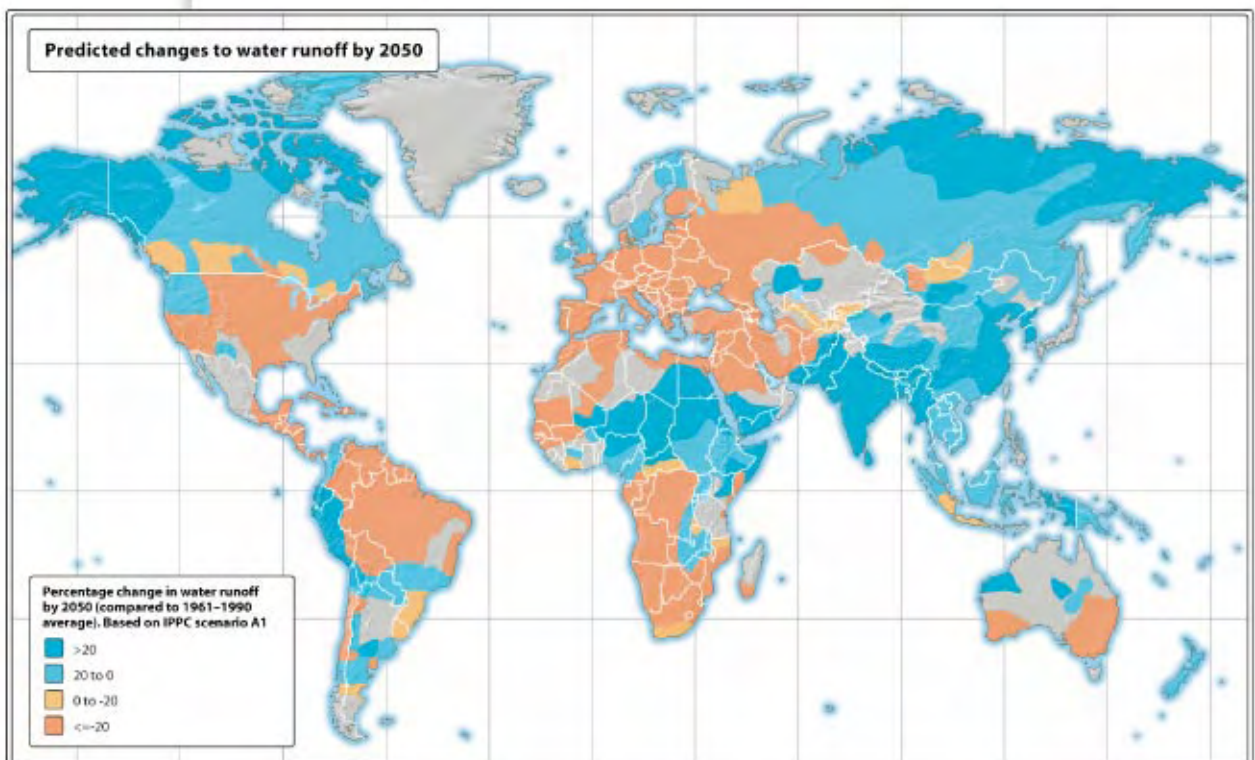 Predicted changes to water runoff by 2050
Percentage change in water runoff
by 2050 (compared to 1961–1990
average). Based on IPPC scenario A1
>20
20 to 0
0 to -20
<=-20